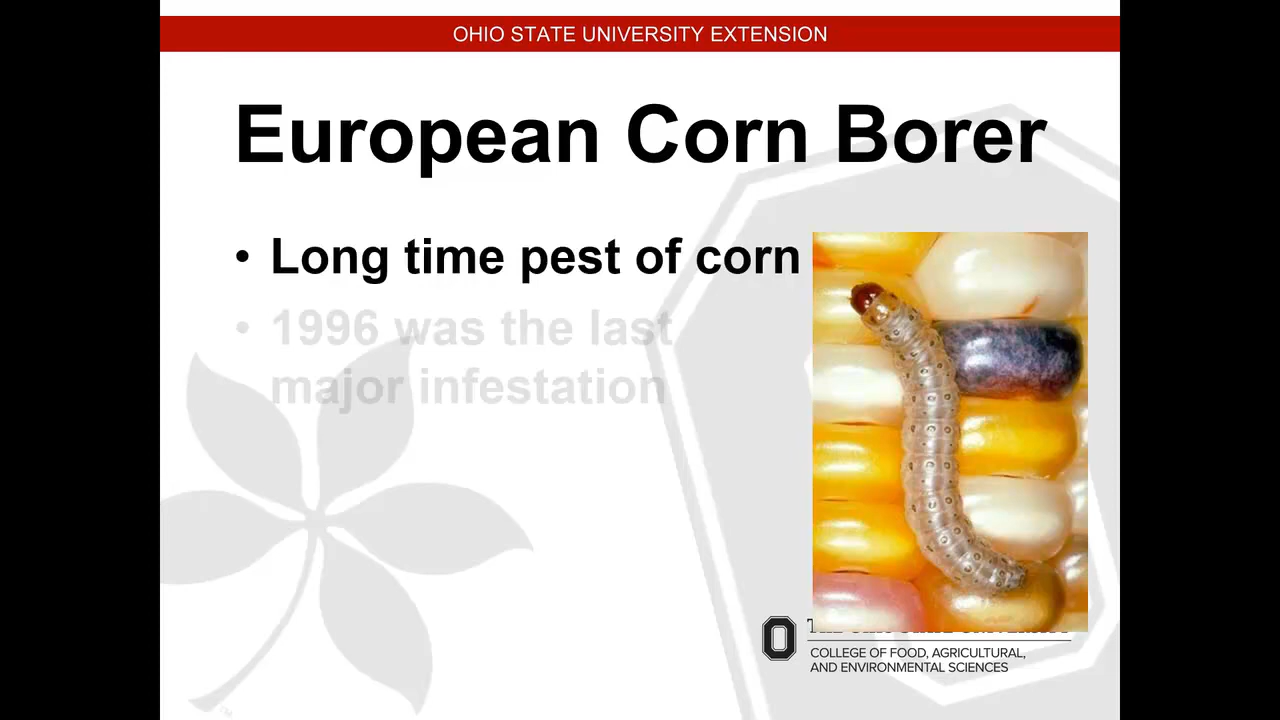 OHIO STATE UNIVERSITY EXTENSION
European Corn Borer
• Long time pest of corn
• 1996 was the last
major infestation
O
COLLEGE OF FOOD, AGRICULTURAL,
AND ENVIRONMENTAL SCIENCES
TM